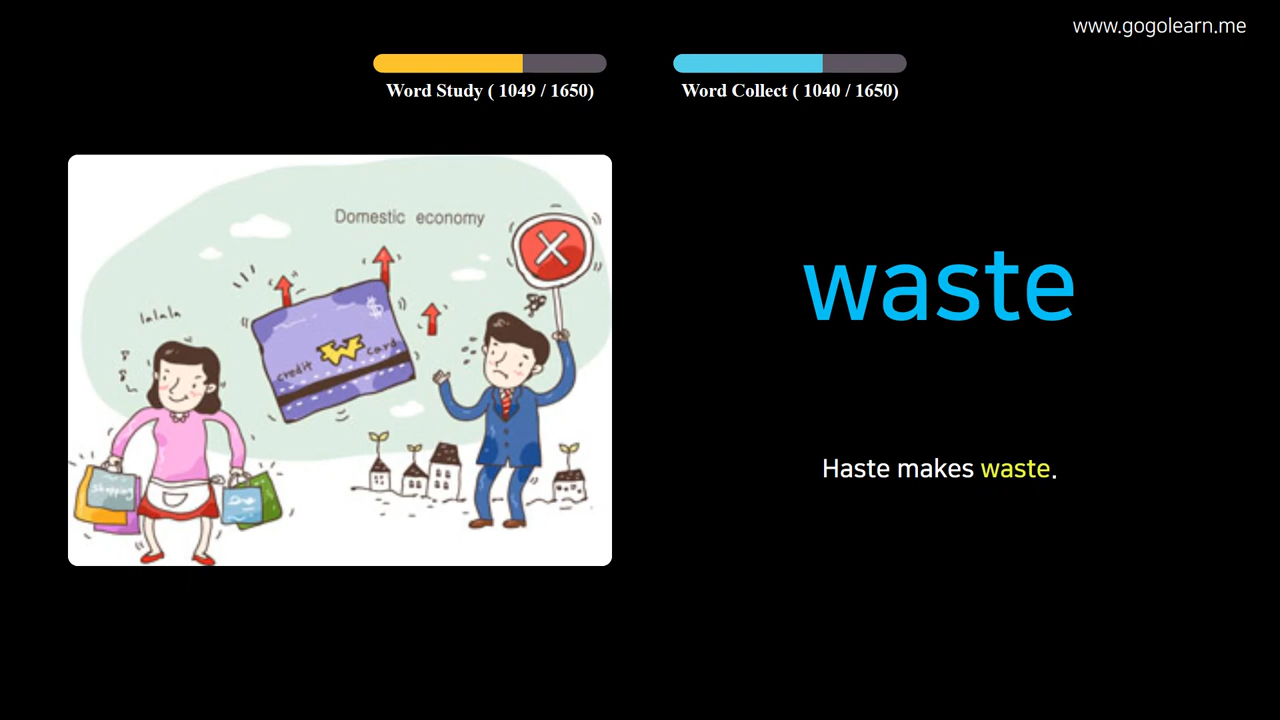 www.gogolearn.me
Word Study ( 1049 / 1650)
Word Collect ( 1040 / 1650)
Domestic economy
lalala
credit W card
$
shopping
waste
Haste makes waste.